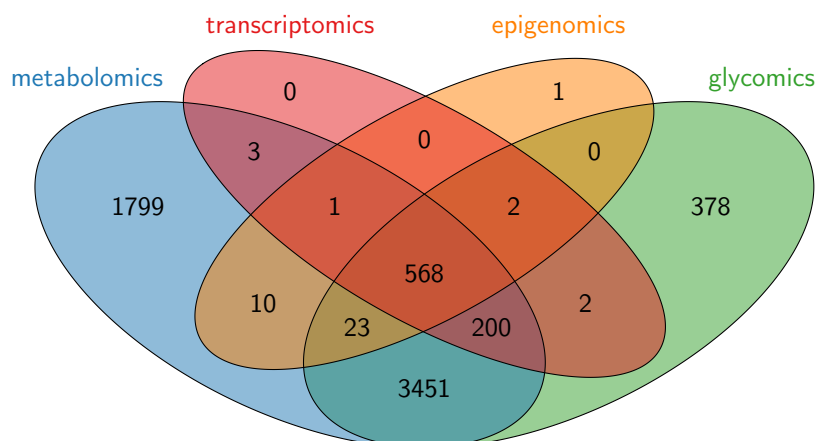 transcriptomics epigenomics
metabolomics glycomics
0 1
3 0 0
1799 1 2 378
568
10 23 200 2
3451